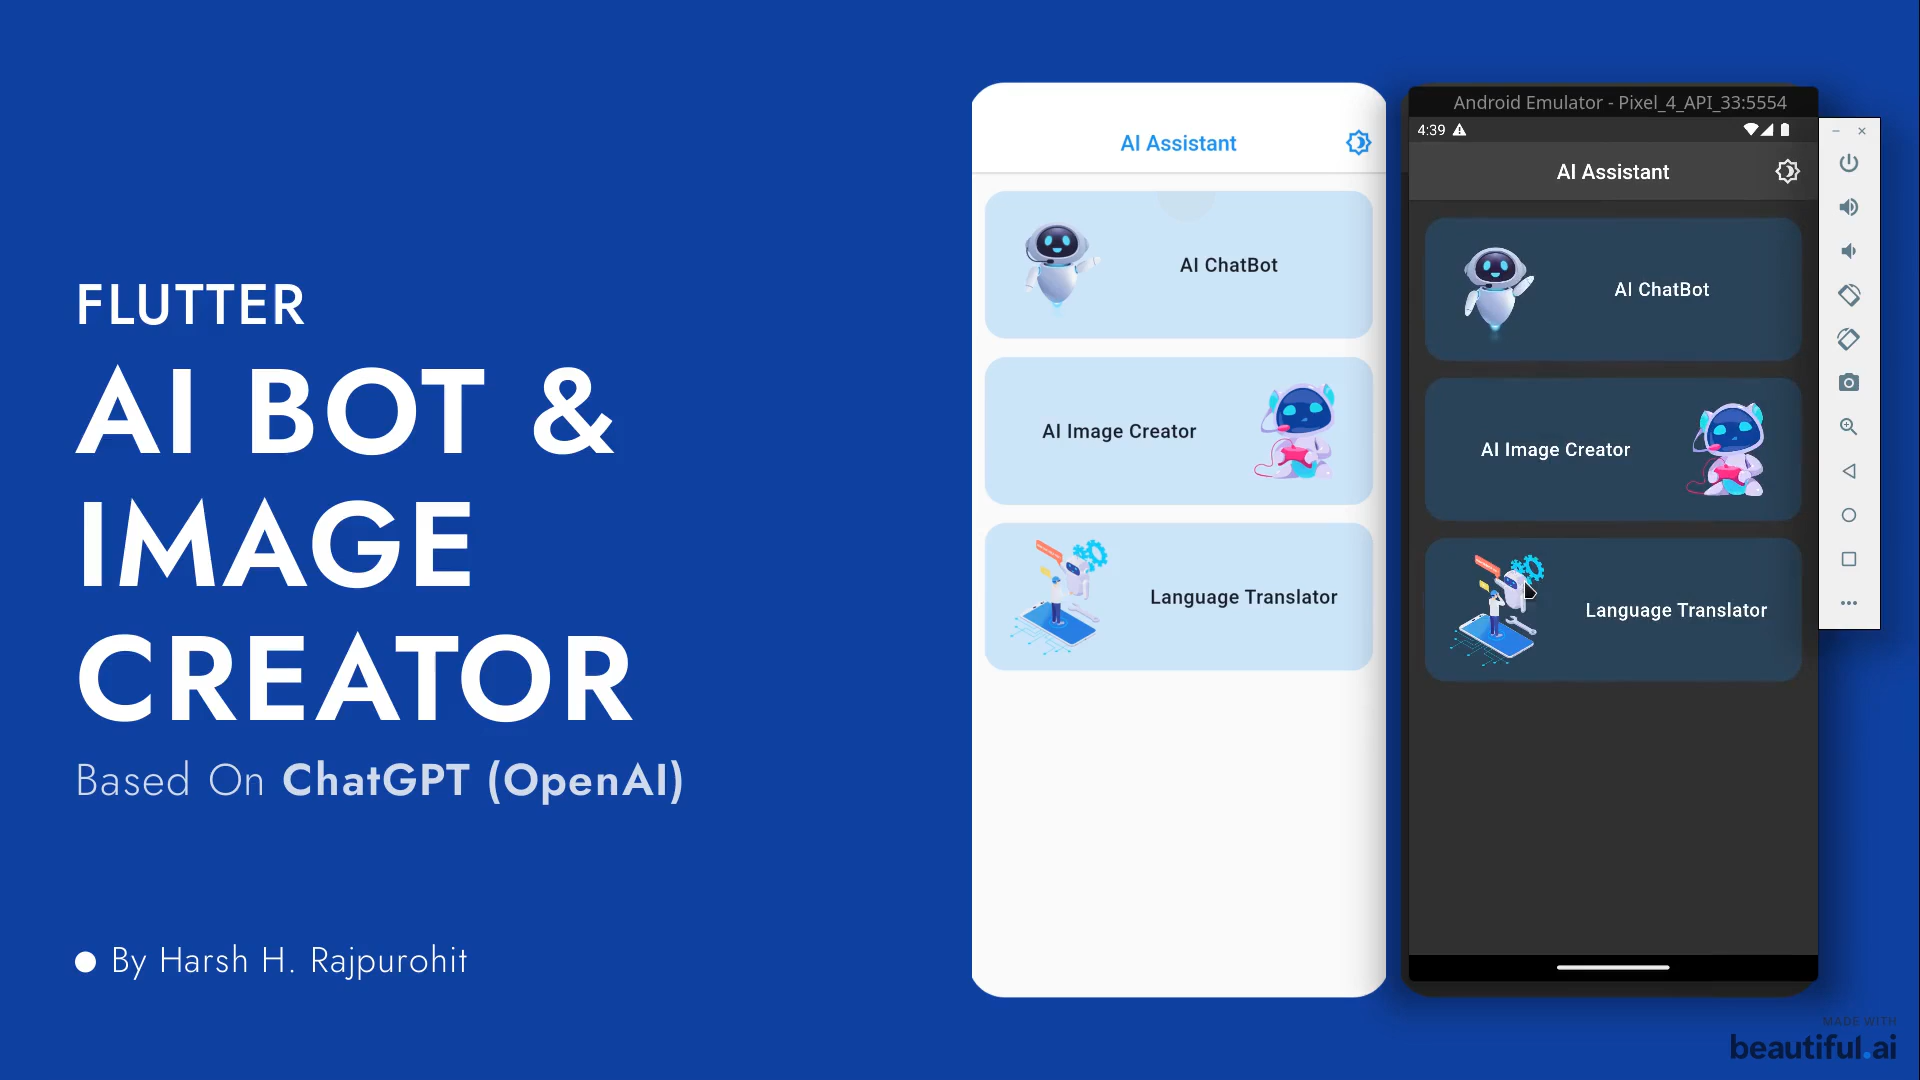 FLUTTER
AI BOT &
IMAGE
CREATOR
Based On ChatGPT (OpenAI)
By Harsh H. Rajpurohit
AI Assistant
AI ChatBot
AI Image Creator
Language Translator
Android Emulator - Pixel_4_API_33:5554
4:39
AI Assistant
AI ChatBot
AI Image Creator
Language Translator
MADE WITH
beautiful.ai